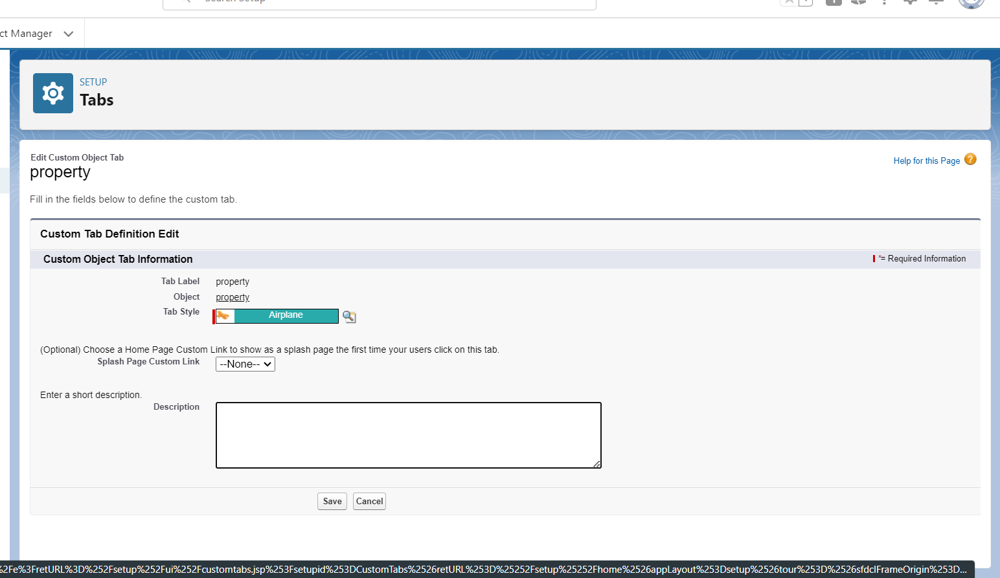 Search Setup
ct Manager
SETUP
Tabs
Edit Custom Object Tab
property
Help for this Page
Fill in the fields below to define the custom tab.
Custom Tab Definition Edit
Custom Object Tab Information
*= Required Information
Tab Label property
Object property
Tab Style Airplane
(Optional) Choose a Home Page Custom Link to show as a splash page the first time your users click on this tab.
Splash Page Custom Link --None--
Enter a short description.
Description
Save Cancel
%2Fe%3FretURL%3D%252Fsetup%252Fui%252Fcustomtabs.jsp%253Fsetupid%253DCustomTabs%2526retURL%253D%25252Fsetup%25252Fhome%2526appLayout%253Dsetup%2526tour%253D%2526sfdcIFrameOrigin%253D...